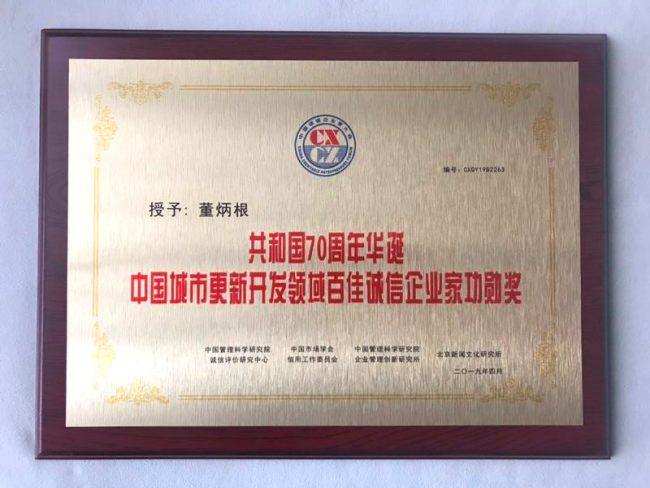 CX
CZ
编号：CXQY19B2263
授予：董炳根
共和国70周年华诞
中国城市更新开发领域百佳诚信企业家功勋奖
中国管理科学研究院 中国市场学会 中国管理科学研究院 北京新闻文化研究所
诚信评价研究中心 信用工作委员会 企业管理创新研究所
二〇一九年四月